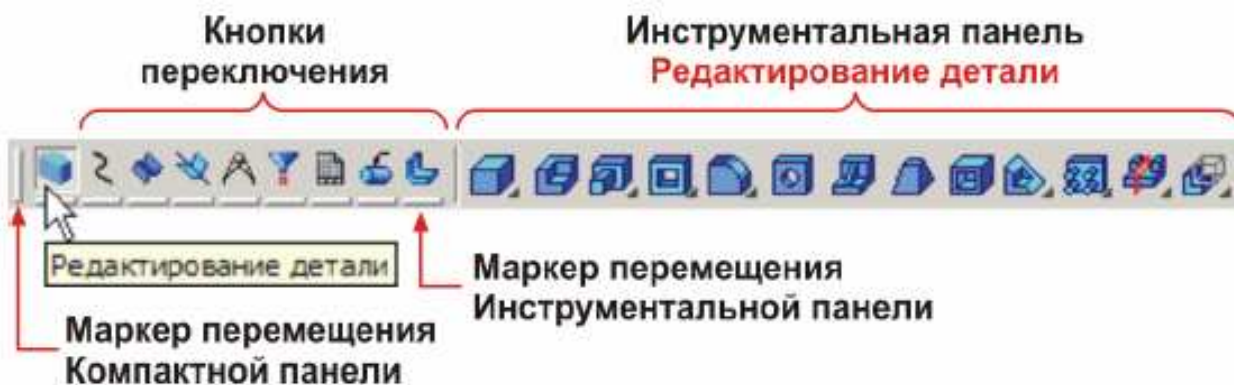 Кнопки
переключения
Инструментальная панель
Редактирование детали
Редактирование детали
Маркер перемещения
Инструментальной панели
Маркер перемещения
Компактной панели